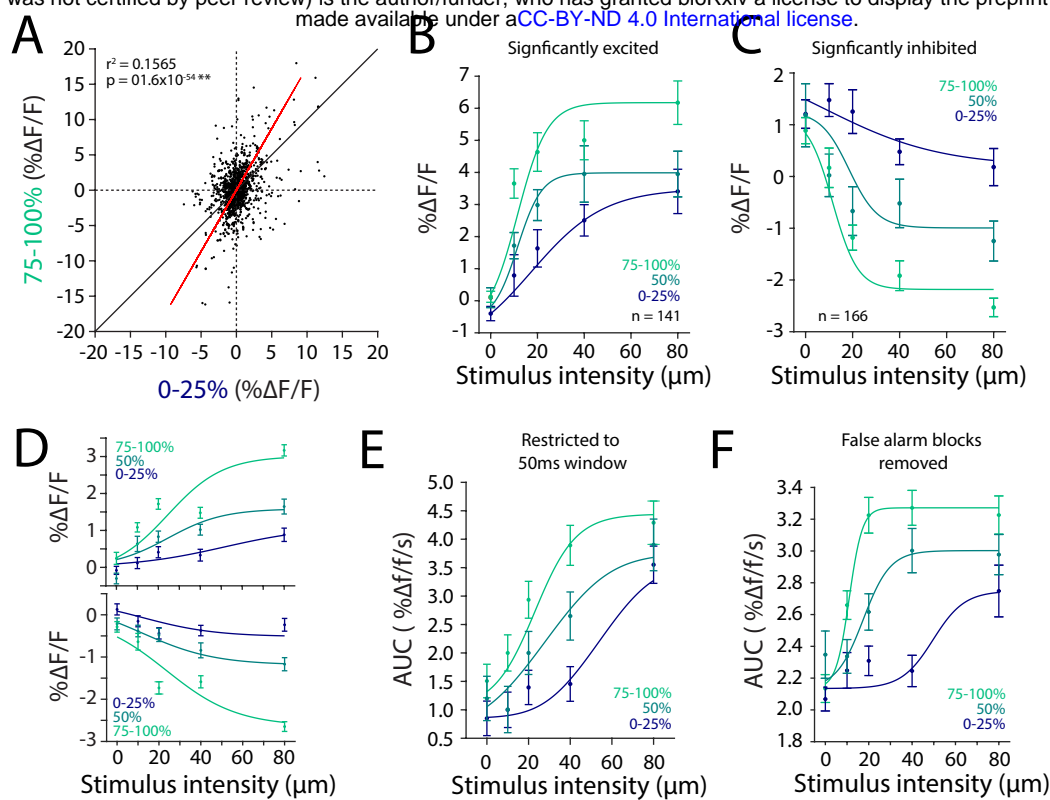 was not certified by peer review) is the author/funder, who has granted bioRxiv a license to display the preprint
made available under aCC-BY-ND 4.0 International license.
A
r² = 0.1565
p = 01.6x10⁻⁵⁴ **
20
15
10
5
0
-5
-10
-15
-20
-20 -15 -10 -5 0 5 10 15 20
75-100% (%ΔF/F)
0-25% (%ΔF/F)
B
Signficantly excited
7
6
5
4
3
2
1
0
-1
%ΔF/F
75-100%
50%
0-25%
n = 141
0 20 40 60 80
Stimulus intensity (μm)
C
Signficantly inhibited
2
1
0
-1
-2
-3
%ΔF/F
75-100%
50%
0-25%
n = 166
0 20 40 60 80
Stimulus intensity (μm)
D
75-100%
50%
0-25%
3
2
1
0
%ΔF/F
0
-1
-2
-3
%ΔF/F
0-25%
50%
75-100%
0 20 40 60 80
Stimulus intensity (μm)
E
Restricted to
50ms window
5.0
4.5
4.0
3.5
3.0
2.5
2.0
1.5
1.0
0.5
AUC ( %Δf/f/s)
75-100%
50%
0-25%
0 20 40 60 80
Stimulus intensity (μm)
F
False alarm blocks
removed
3.4
3.2
3.0
2.8
2.6
2.4
2.2
2.0
1.8
AUC ( %Δf/f/s)
75-100%
50%
0-25%
0 20 40 60 80
Stimulus intensity (μm)